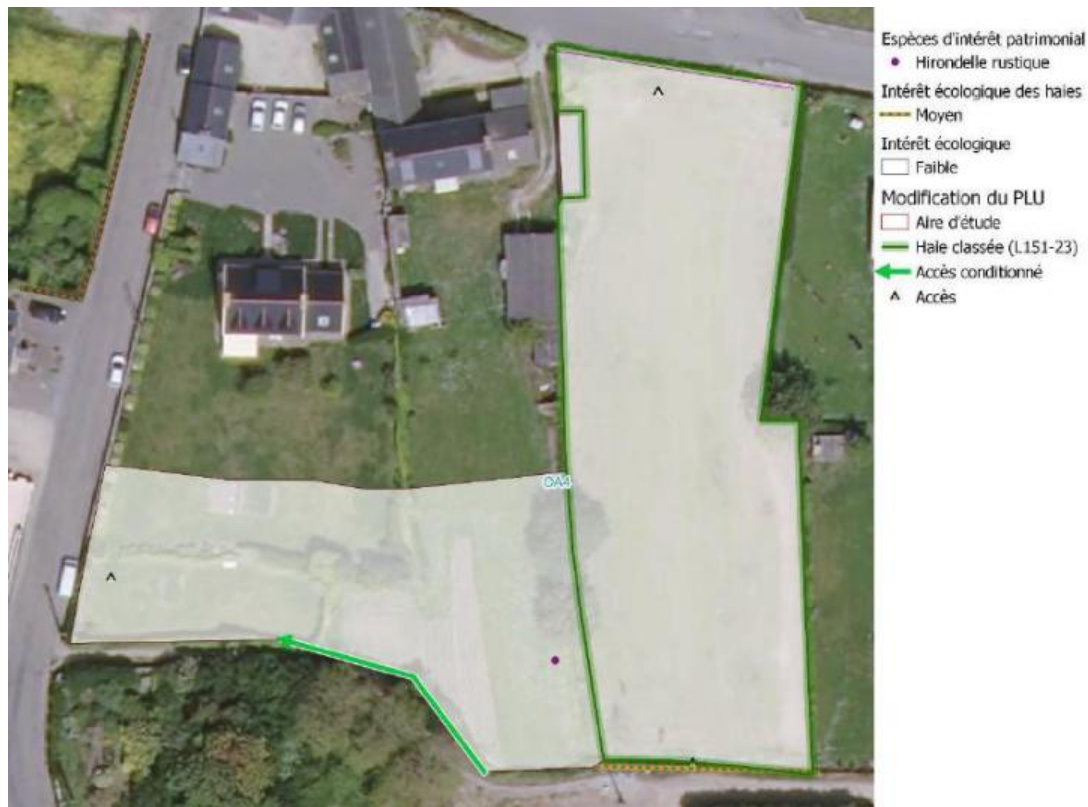 OA4
Espèces d'intérêt patrimonial
Hirondelle rustique
Intérêt écologique des haies
Moyen
Intérêt écologique
Faible
Modification du PLU
Aire d'étude
Haie classée (L151-23)
Accès conditionné
Accès